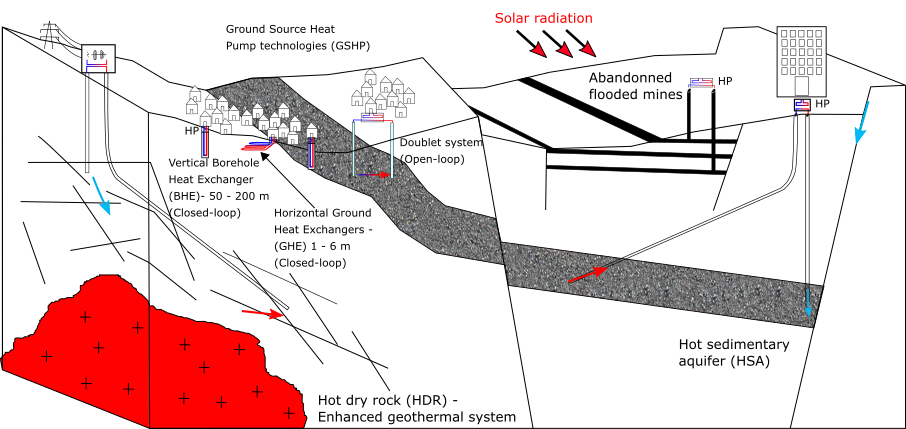 Solar radiation
Ground Source Heat
Pump technologies (GSHP)
Abandonned
flooded mines
HP
HP
HP
Doublet system
(Open-loop)
Vertical Borehole
Heat Exchanger
(BHE)- 50 - 200 m
(Closed-loop)
Horizontal Ground
Heat Exchangers -
(GHE) 1 - 6 m
(Closed-loop)
Hot sedimentary
aquifer (HSA)
Hot dry rock (HDR) -
Enhanced geothermal system